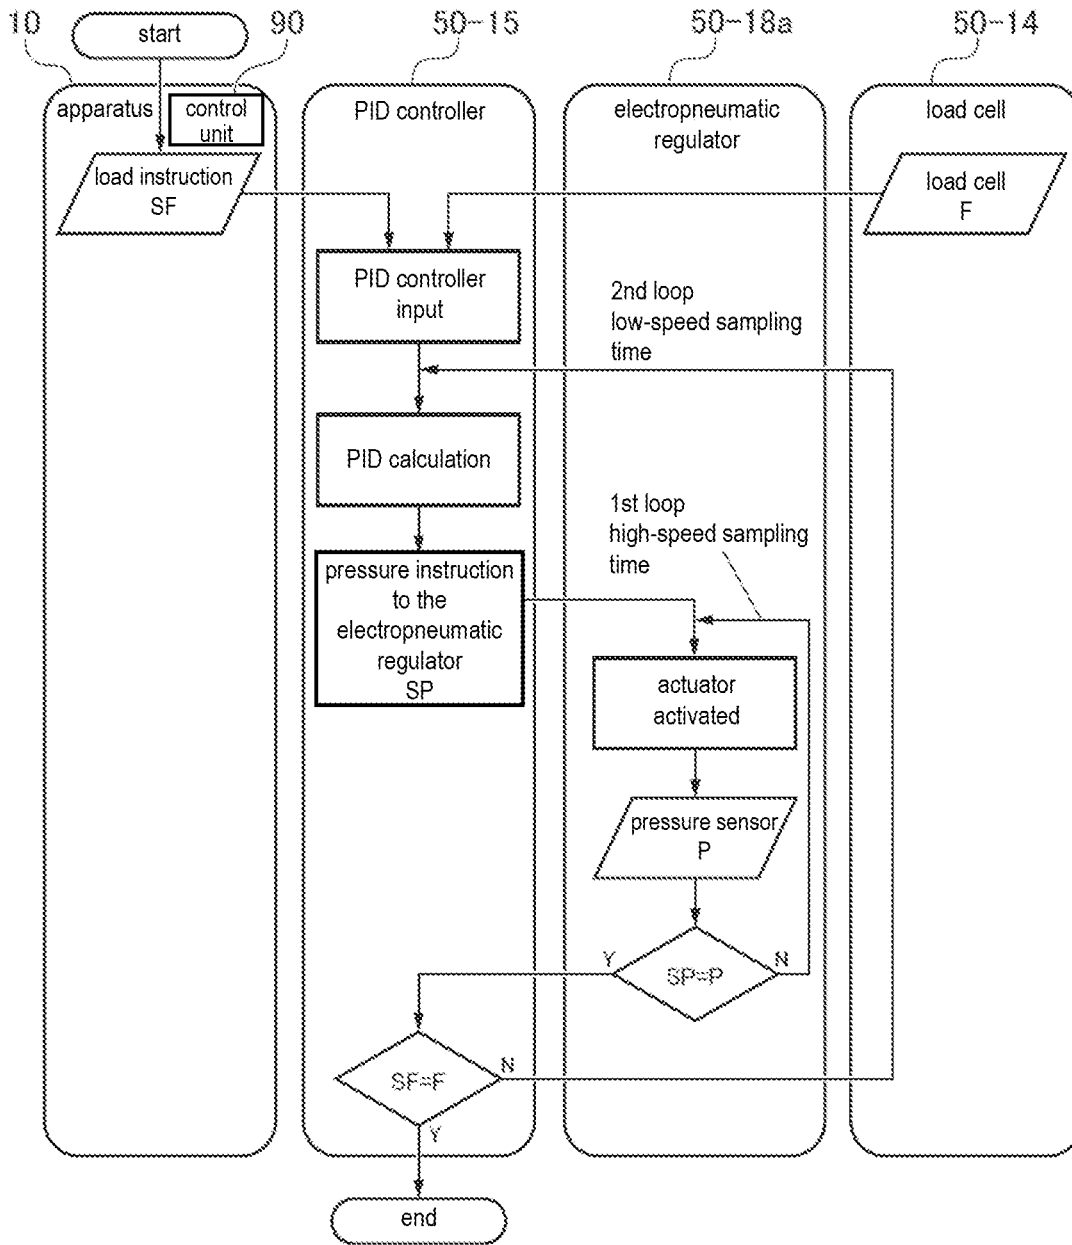 10
start
90
50-15
50-18a
50-14
apparatus
control
unit
PID controller
electropneumatic
regulator
load cell
load instruction
SF
load cell
F
PID controller
input
2nd loop
low-speed sampling
time
PID calculation
1st loop
high-speed sampling
time
pressure instruction
to the
electropneumatic
regulator
SP
actuator
activated
pressure sensor
P
Y
SP=P
N
SF=F
N
Y
end